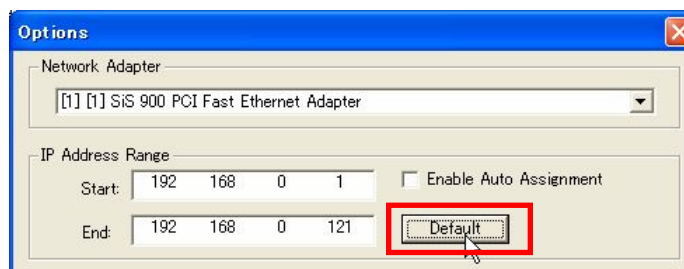 Options
Network Adapter
[1] [1] SiS 900 PCI Fast Ethernet Adapter
IP Address Range
Start: 192 168 0 1
Enable Auto Assignment
End: 192 168 0 121
Default